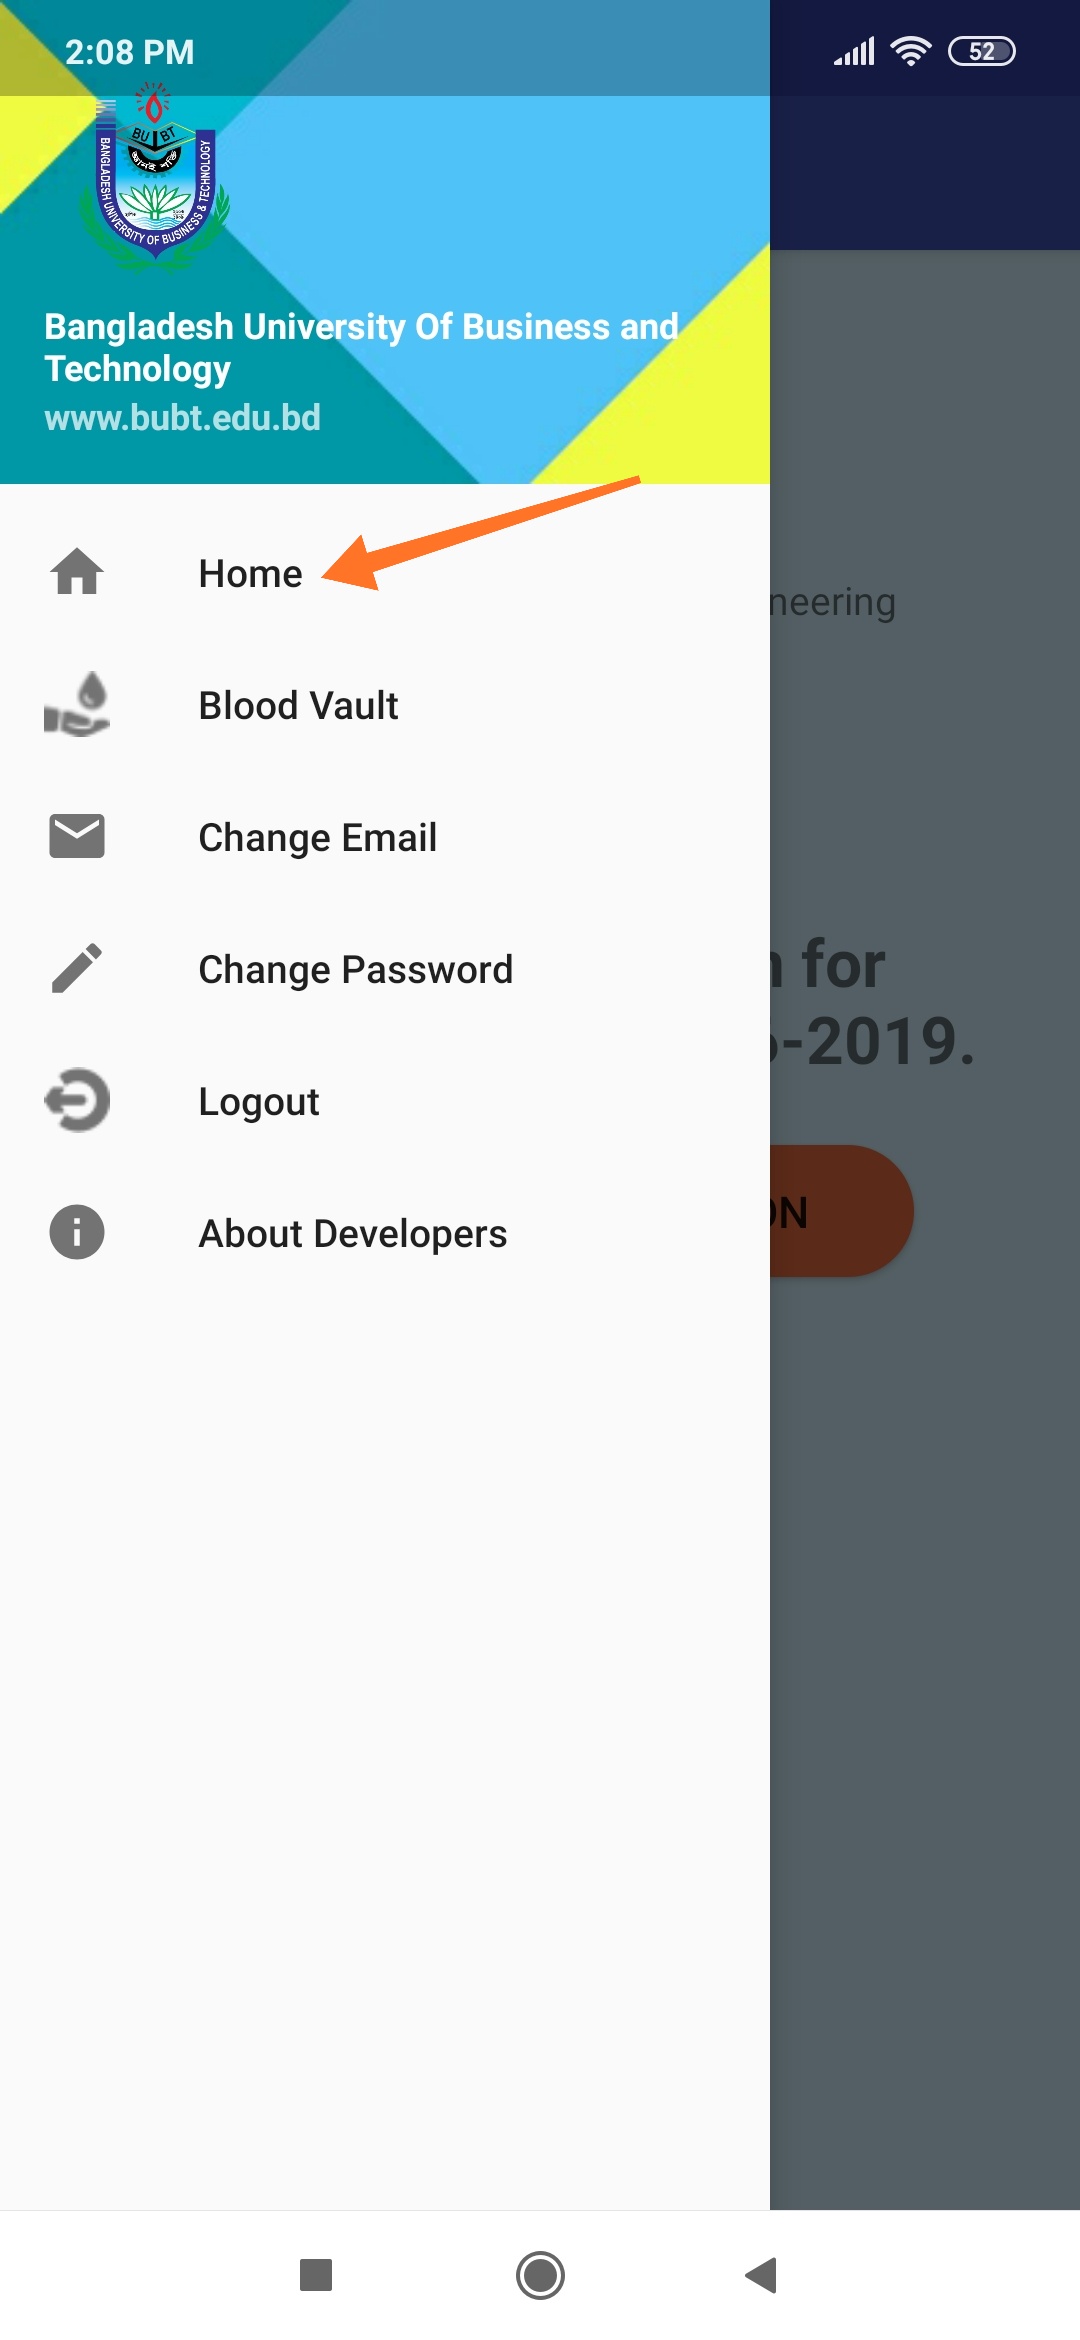 2:08 PM
52
BU BT
BANGLADESH UNIVERSITY OF BUSINESS & TECHNOLOGY
Bangladesh University Of Business and
Technology
www.bubt.edu.bd
Home
neering
Blood Vault
Change Email
for
Change Password
-2019.
Logout
ON
About Developers